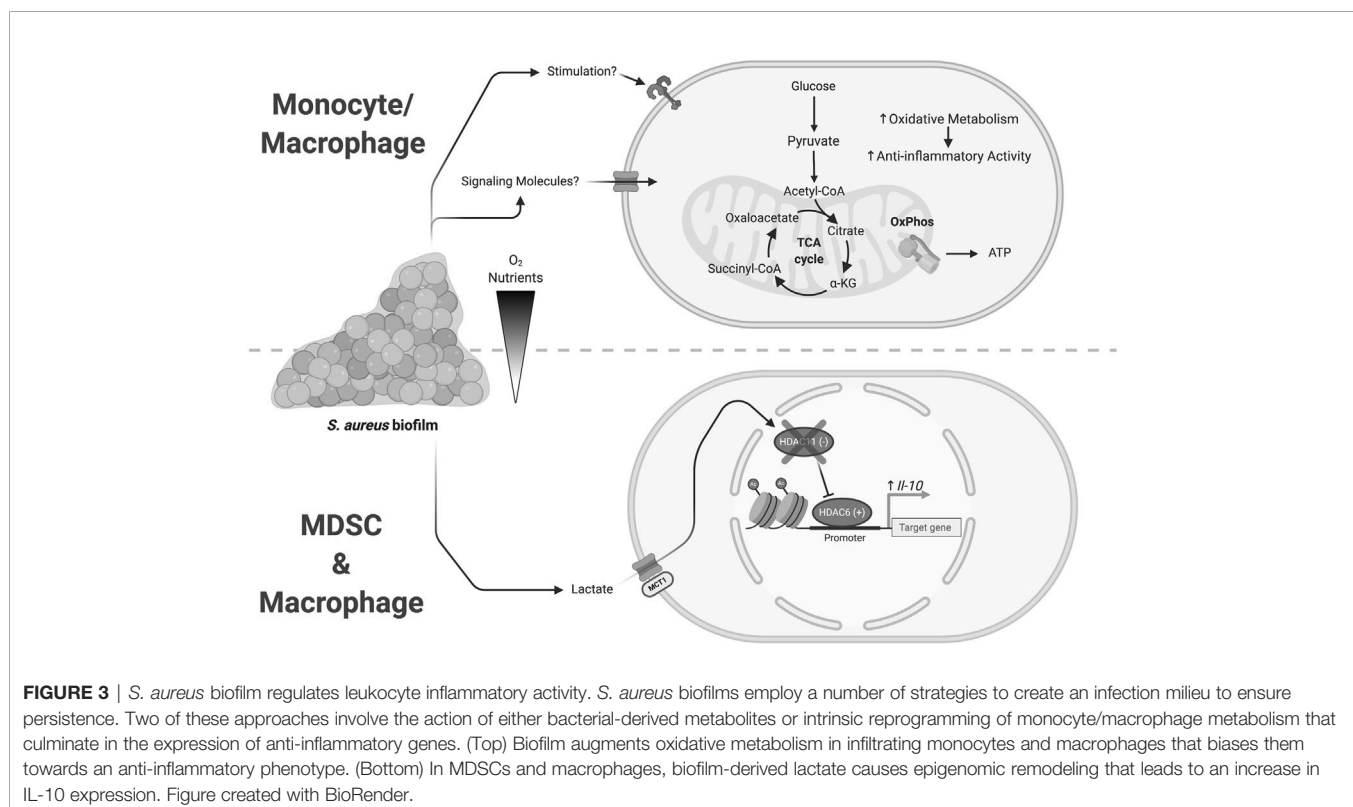 Monocyte/
Macrophage
Stimulation?
Signaling Molecules?
O₂
Nutrients
S. aureus biofilm
Glucose
Pyruvate
Acetyl-CoA
Oxaloacetate
Citrate
TCA
cycle
Succinyl-CoA
α-KG
↑Oxidative Metabolism
↑Anti-inflammatory Activity
OxPhos
ATP
MDSC
&
Macrophage
Lactate
MCT1
HDAC11 (-)
Ac
Ac
HDAC6 (+)
↑ Il-10
Promoter
Target gene
FIGURE 3 | S. aureus biofilm regulates leukocyte inflammatory activity. S. aureus biofilms employ a number of strategies to create an infection milieu to ensure
persistence. Two of these approaches involve the action of either bacterial-derived metabolites or intrinsic reprogramming of monocyte/macrophage metabolism that
culminate in the expression of anti-inflammatory genes. (Top) Biofilm augments oxidative metabolism in infiltrating monocytes and macrophages that biases them
towards an anti-inflammatory phenotype. (Bottom) In MDSCs and macrophages, biofilm-derived lactate causes epigenomic remodeling that leads to an increase in
IL-10 expression. Figure created with BioRender.